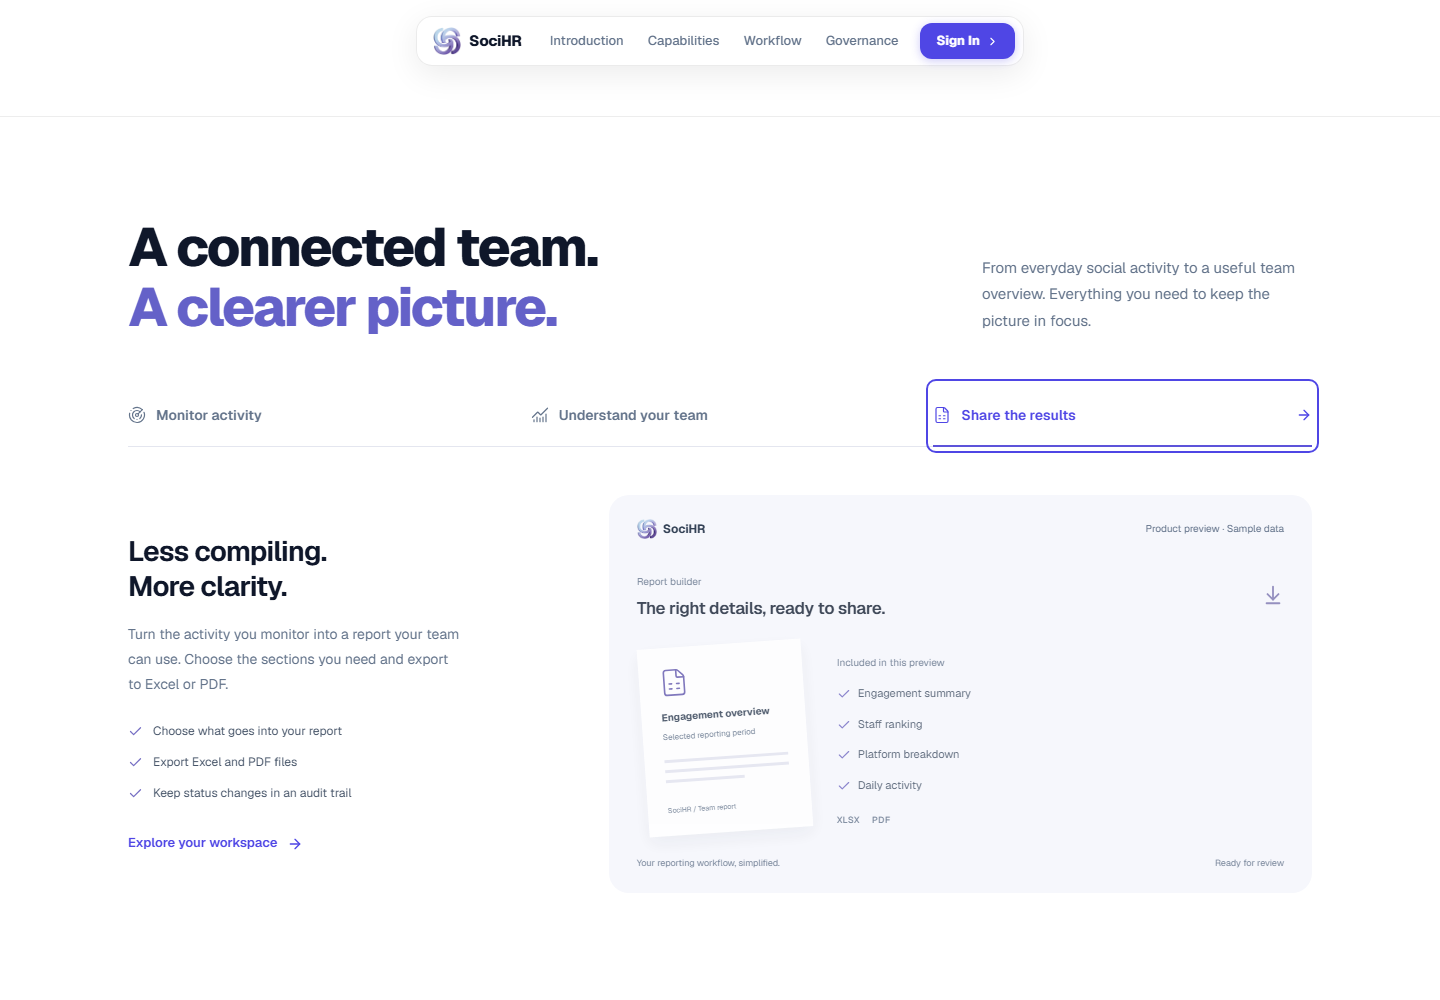 SociHR
Introduction
Capabilities
Workflow
Governance
Sign In
A connected team.
A clearer picture.
From everyday social activity to a useful team
overview. Everything you need to keep the
picture in focus.
Monitor activity
Understand your team
Share the results
Less compiling.
More clarity.
Turn the activity you monitor into a report your team
can use. Choose the sections you need and export
to Excel or PDF.
Choose what goes into your report
Export Excel and PDF files
Keep status changes in an audit trail
Explore your workspace
SociHR
Product preview · Sample data
Report builder
The right details, ready to share.
Engagement overview
Selected reporting period
SociHR / Team report
Included in this preview
Engagement summary
Staff ranking
Platform breakdown
Daily activity
XLSX PDF
Your reporting workflow, simplified.
Ready for review